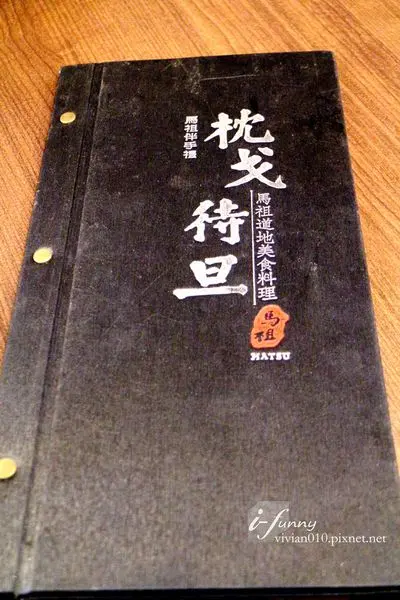 馬祖伴手禮
枕戈
待旦
馬祖道地美食料理
馬祖
MATSU
i-funny
vivian010.pixnet.net